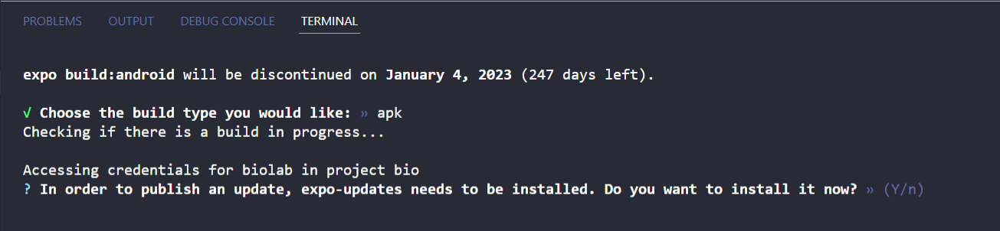 PROBLEMS OUTPUT DEBUG CONSOLE TERMINAL
expo build:android will be discontinued on January 4, 2023 (247 days left).
√ Choose the build type you would like: » apk
Checking if there is a build in progress...
Accessing credentials for biolab in project bio
? In order to publish an update, expo-updates needs to be installed. Do you want to install it now? » (Y/n)